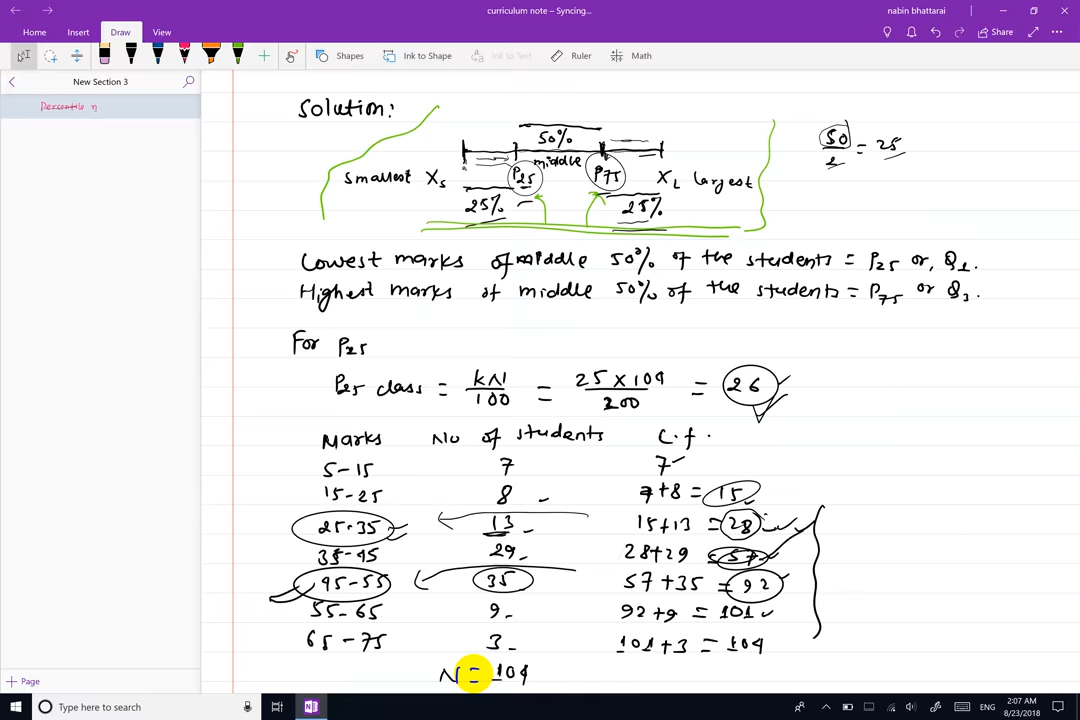 curriculum note – Syncing...
nabin bhattarai
Home Insert Draw View
Share
Shapes Ink to Shape Ink to Text Ruler Math
New Section 3
Percentile
Page
Solution:
50%
middle
50/2 = 25
smallest Xs P25 P75 XL largest
25% 25%
Lowest marks of middle 50% of the students = P25 or, Q1.
Highest marks of middle 50% of the students = P75 or Q3.
For P25
P25 class = kN/100 = 25 X 104/100 = 26
Marks No of students c.f.
5-15 7 7
15-25 8 7+8 = 15
25-35 13 15+13 = 28
35-45 29 28+29 = 57
45-55 35 57+35 = 92
55-65 9 92+9 = 101
65-75 3 101+3 = 104
N = 104
Type here to search
ENG
2:07 AM
8/23/2018